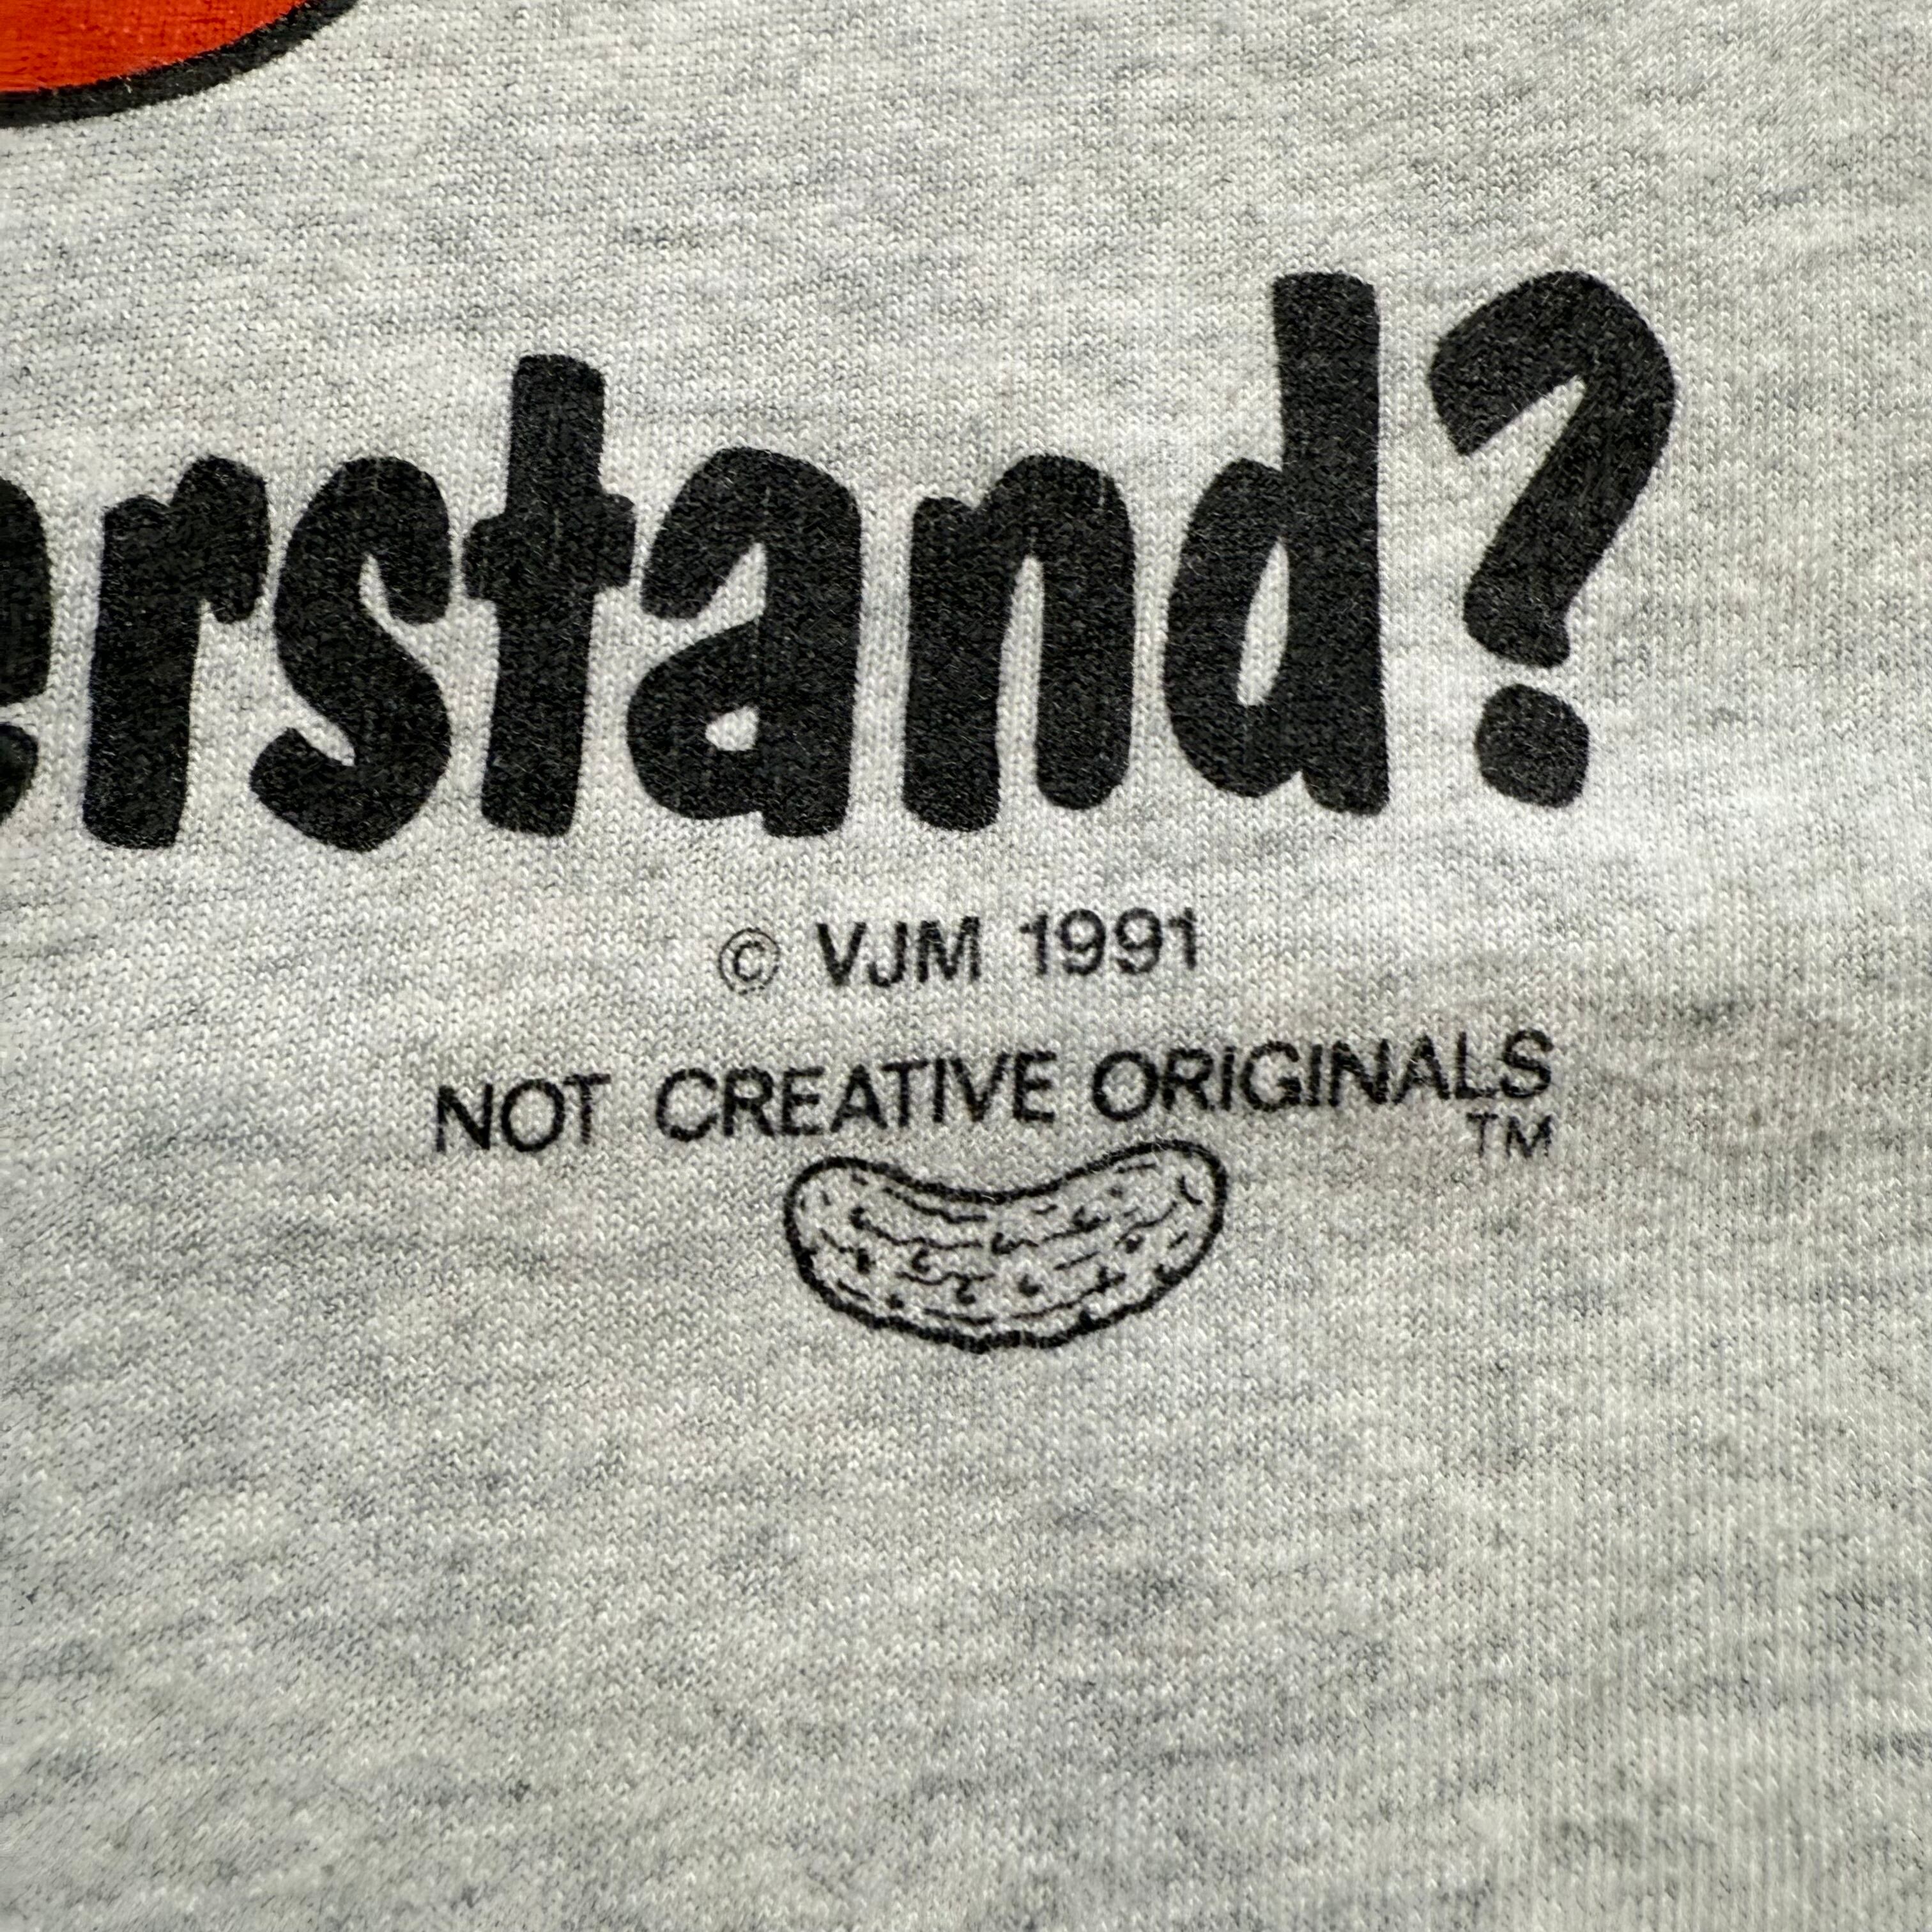 erstand?
© VJM 1991
NOT CREATIVE ORIGINALS
TM